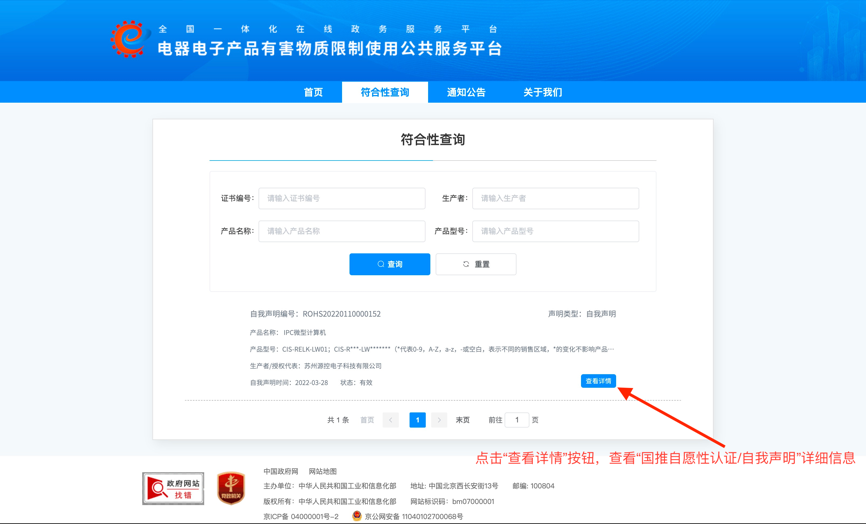 全国一体化在线政务服务平台
电器电子产品有害物质限制使用公共服务平台
首页 符合性查询 通知公告 关于我们
符合性查询
证书编号： 请输入证书编号 生产者： 请输入生产者
产品名称： 请输入产品名称 产品型号： 请输入产品型号
查询 重置
自我声明编号：ROHS20220110000152 声明类型：自我声明
产品名称： IPC微型计算机
产品型号：CIS-RELK-LW01；CIS-R***-LW*******（*代表0-9，A-Z，a-z，-或空白，表示不同的销售区域，*的变化不影响产品…
生产者/授权代表：苏州源控电子科技有限公司
自我声明时间：2022-03-28 状态：有效
查看详情
共 1 条 首页 < 1 > 末页 前往 1 页
点击“查看详情”按钮，查看“国推自愿性认证/自我声明”详细信息
政府网站
找错
党政机关
中国政府网 网站地图
主办单位：中华人民共和国工业和信息化部 地址: 中国北京西长安街13号 邮编: 100804
版权所有：中华人民共和国工业和信息化部 网站标识码：bm07000001
京ICP备 04000001号-2 京公网安备 11040102700068号